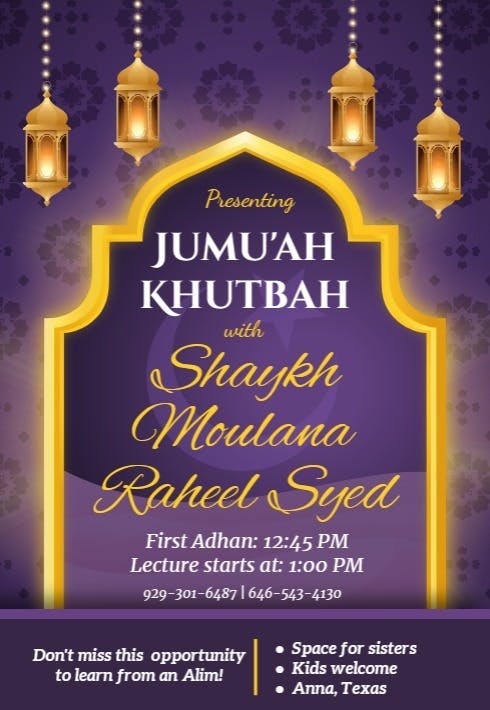 Presenting
Jumu'ah
Khutbah
with
Shaykh
Moulana
Raheel Syed
First Adhan: 12:45 PM
Lecture starts at: 1:00 PM
929-301-6487 | 646-543-4130
Don't miss this opportunity
to learn from an Alim!
• Space for sisters
• Kids welcome
• Anna, Texas